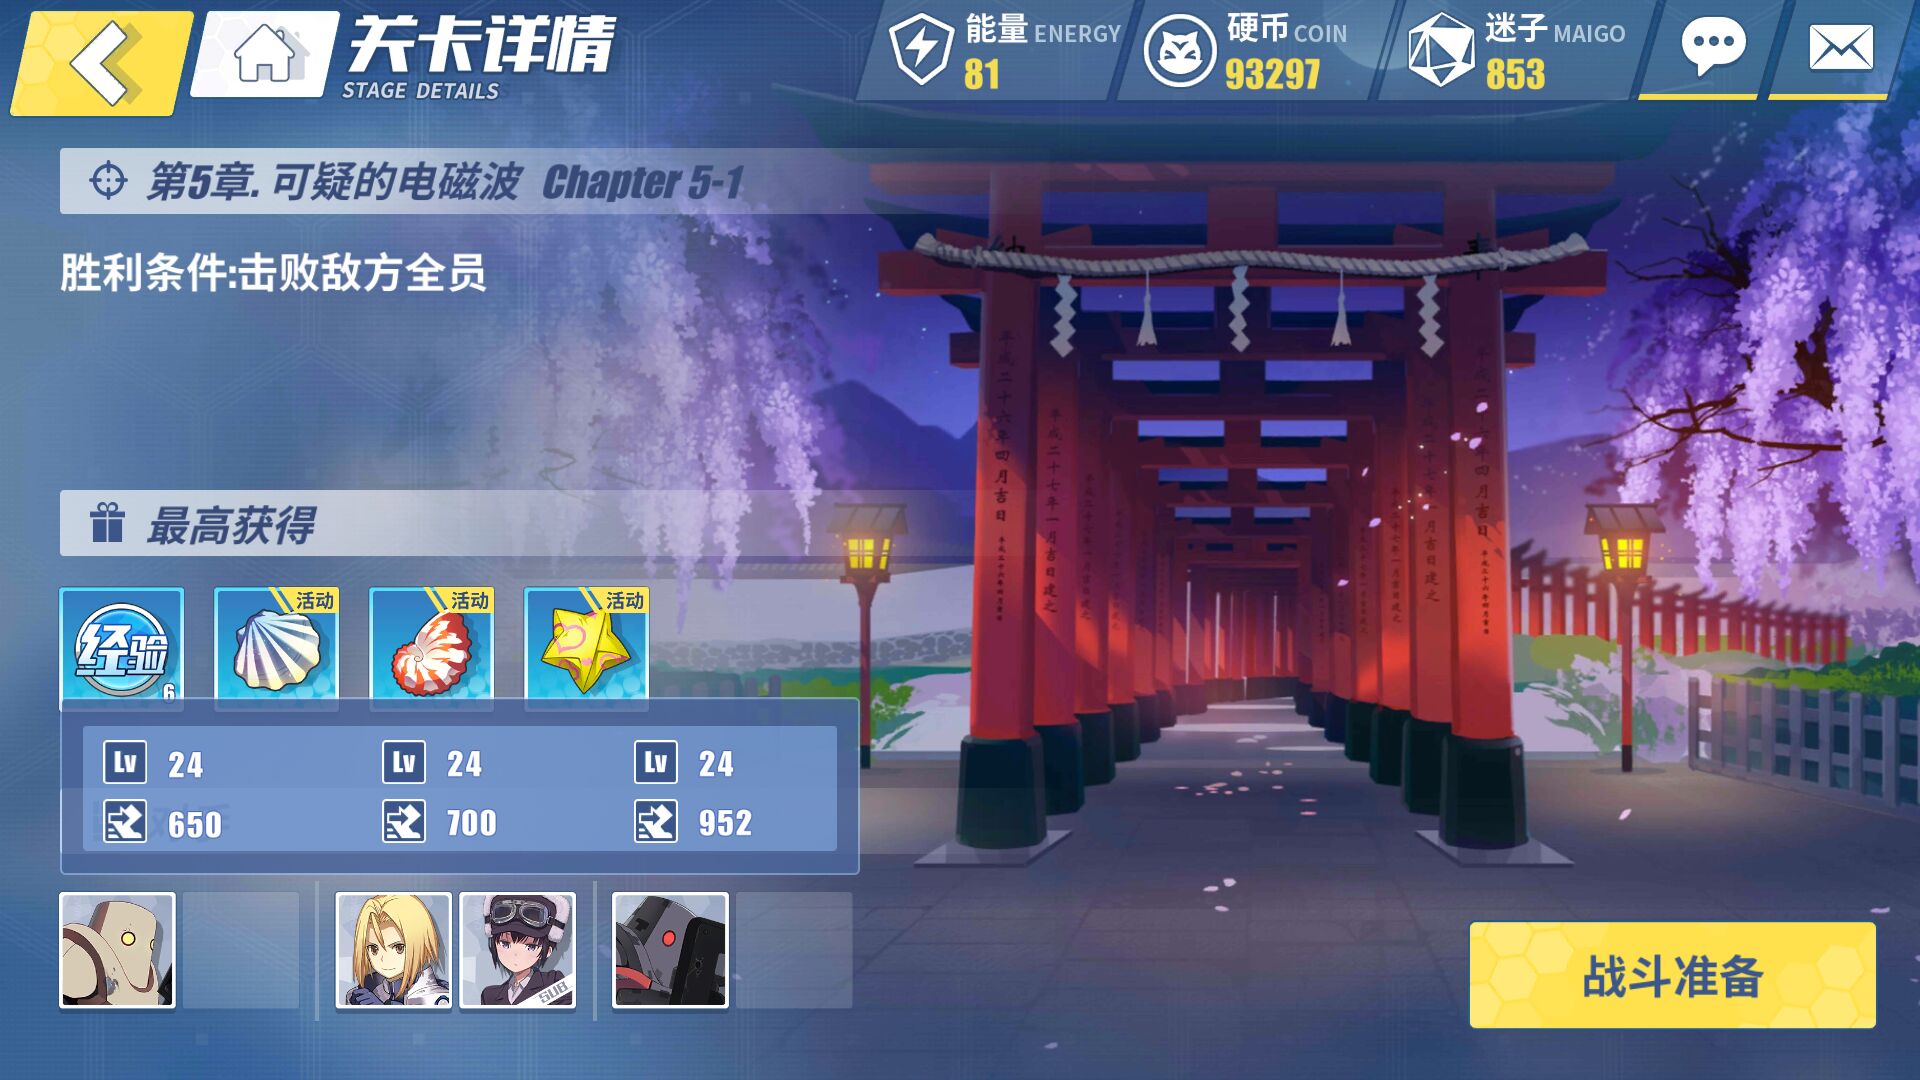 关卡详情
STAGE DETAILS
能量 ENERGY
81
硬币 COIN
93297
迷子 MAIGO
853
第5章. 可疑的电磁波 Chapter 5-1
胜利条件:击败敌方全员
最高获得
经验
6
活动
活动
活动
Lv 24
Lv 24
Lv 24
650
700
952
SUB
战斗准备